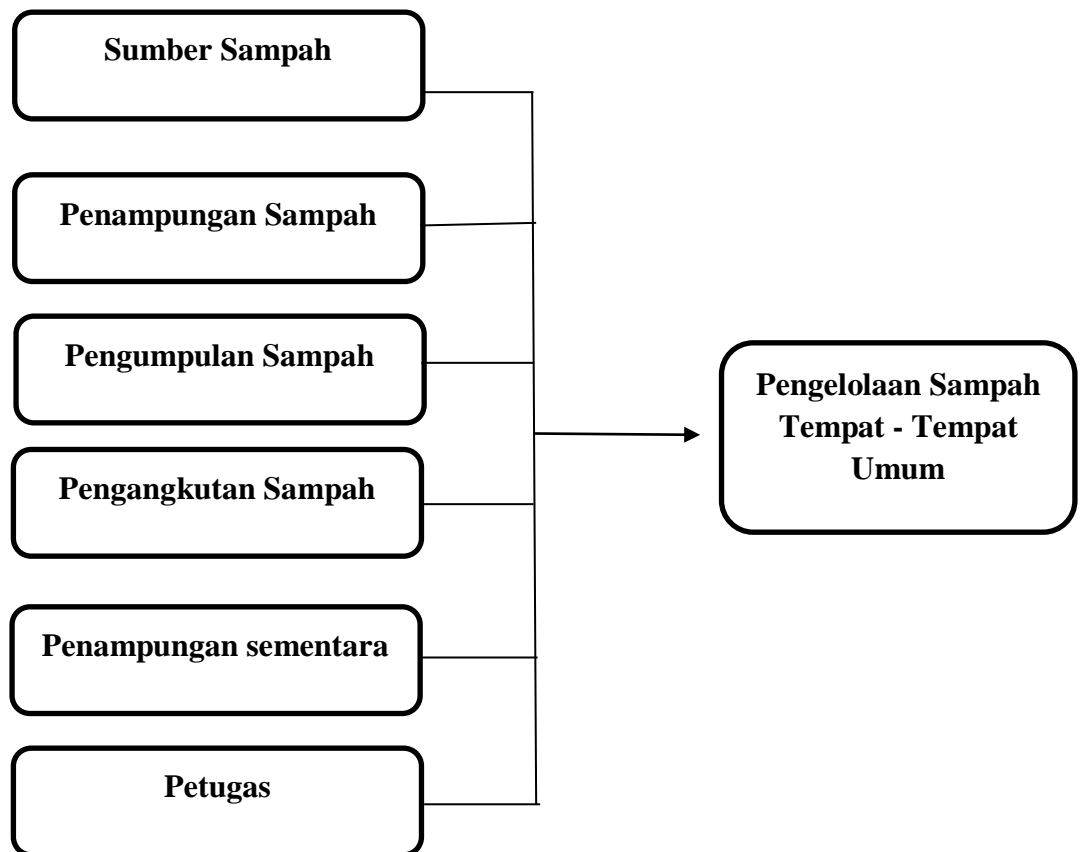 Sumber Sampah
Penampungan Sampah
Pengumpulan Sampah
Pengangkutan Sampah
Penampungan sementara
Petugas
Pengelolaan Sampah
Tempat - Tempat
Umum